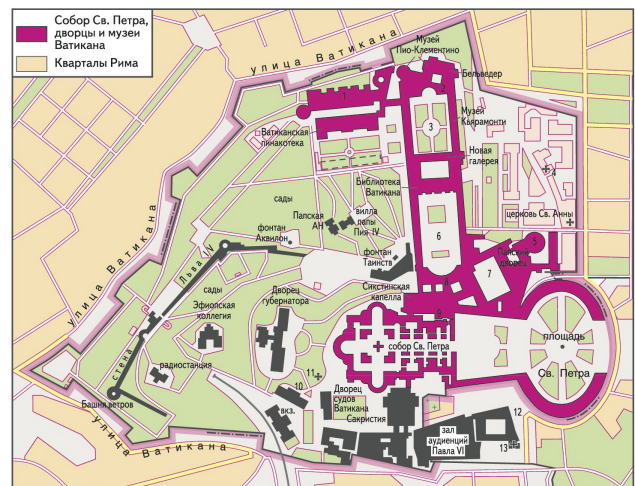 Собор Св. Петра,
дворцы и музеи
Ватикана
Кварталы Рима
улица Ватикана
Музей
Пио-Клементино
Бельведер
1
2
Музей
Кьярамонти
3
Ватиканская
пинакотека
Новая
галерея
4
Библиотека
Ватикана
сады
вилла
папы
Пия IV
Папская
АН
церковь Св. Анны
улица Ватикана
фонтан
Аквилон
6
5
Папский
дворец
фонтан
Таинств
7
стена Льва IV
Сикстинская
капелла
8
сады
Дворец
губернатора
Эфиопская
коллегия
9
собор Св. Петра
площадь
Св. Петра
радиостанция
11
10
Башня ветров
Дворец
судов
Ватикана
Сакристия
вкз.
12
зал
аудиенций
Павла VI
13
улица Ватикана